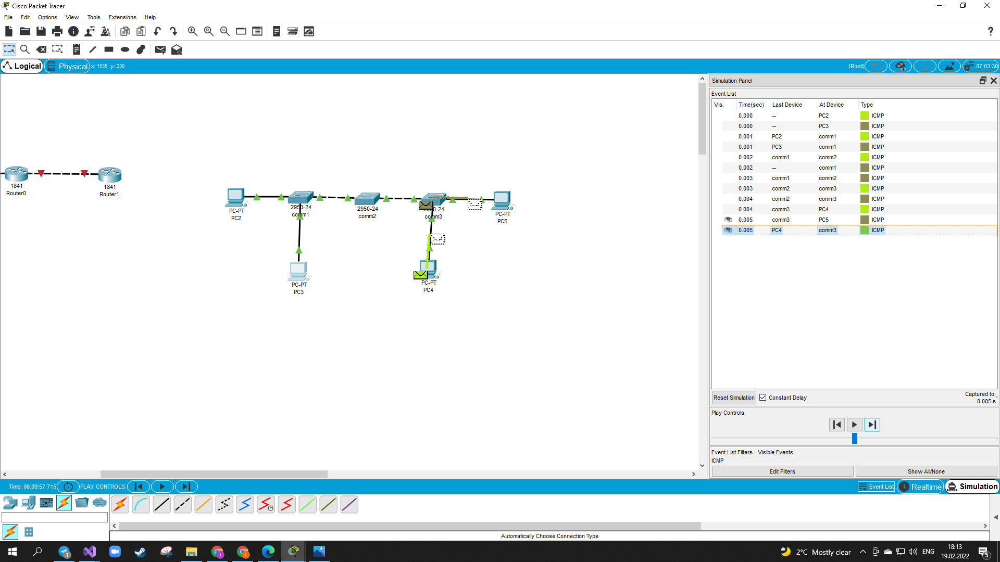 Cisco Packet Tracer
File Edit Options View Tools Extensions Help
Logical Physical x: 1535, y: 230 [Root] 07:03:30
Simulation Panel
Event List
Vis. Time(sec) Last Device At Device Type
0.000 -- PC2 ICMP
0.000 -- PC3 ICMP
0.001 PC2 comm1 ICMP
0.001 PC3 comm1 ICMP
0.002 comm1 comm2 ICMP
0.002 -- comm1 ICMP
0.003 comm1 comm2 ICMP
0.003 comm2 comm3 ICMP
0.004 comm2 comm3 ICMP
0.004 comm3 PC4 ICMP
0.005 comm3 PC5 ICMP
0.005 PC4 comm3 ICMP
1841
Router0
1841
Router1
PC-PT
PC2
2950-24
comm1
2950-24
comm2
2950-24
comm3
PC-PT
PC5
PC-PT
PC3
PC-PT
PC4
Reset Simulation Constant Delay Captured to:
0.005 s
Play Controls
Event List Filters - Visible Events
ICMP
Edit Filters Show All/None
Time: 06:09:57.715 PLAY CONTROLS: Event List Realtime Simulation
Automatically Choose Connection Type
2°C Mostly clear ENG 18:13
19.02.2022
1
5